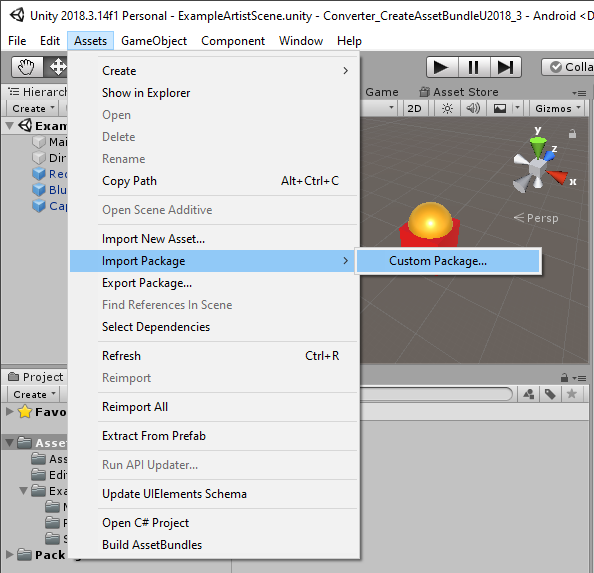 Unity 2018.3.14f1 Personal - ExampleArtistScene.unity - Converter_CreateAssetBundleU2018_3 - Android <D
File Edit Assets GameObject Component Window Help
Colla
Hierarch
Game Asset Store
Create
2D Gizmos
Exam
Mai
Dir
Rec
Blu
Cap
Create
Show in Explorer
Open
Delete
Rename
Copy Path Alt+Ctrl+C
Open Scene Additive
Import New Asset...
Import Package
Custom Package...
Export Package...
Find References In Scene
Select Dependencies
Refresh Ctrl+R
Reimport
Reimport All
Extract From Prefab
Run API Updater...
Update UIElements Schema
Open C# Project
Build AssetBundles
y
z
x
Persp
Project
Create
Favo
Asset
Ass
Edi
Exa
M
P
S
Packa